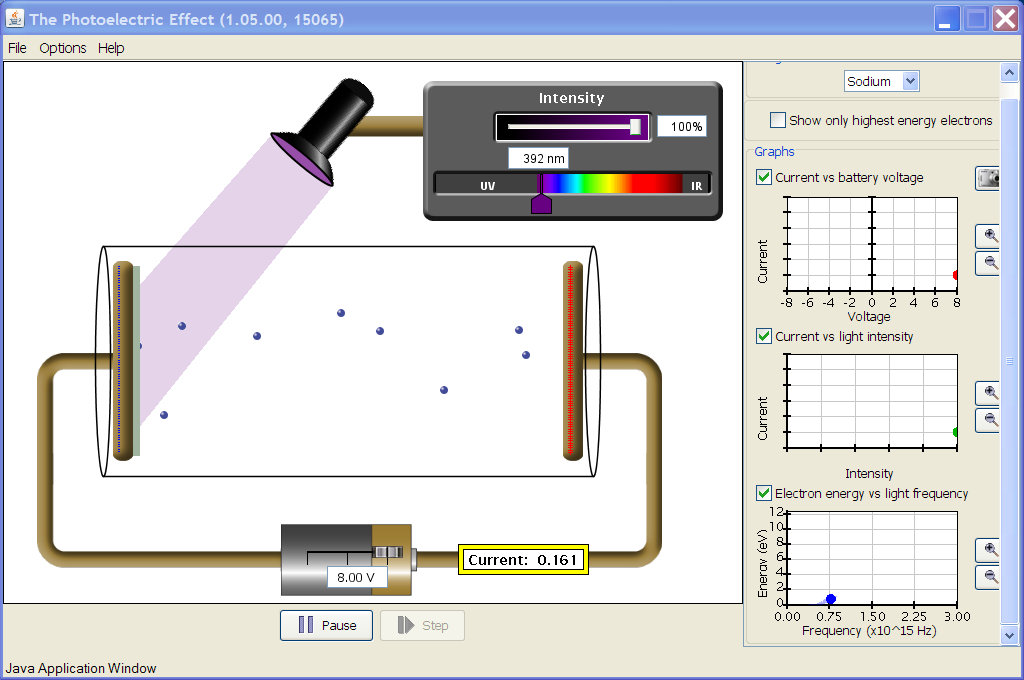 The Photoelectric Effect (1.05.00, 15065)
File Options Help
Sodium
Show only highest energy electrons
Intensity
100%
392 nm
UV
IR
Graphs
Current vs battery voltage
Current
-8 -6 -4 -2 0 2 4 6 8
Voltage
Current vs light intensity
Current
Intensity
Electron energy vs light frequency
Energy (eV)
12
10
8
6
4
2
0
0.00 0.75 1.50 2.25 3.00
Frequency (x10^15 Hz)
8.00 V
Current: 0.161
Pause
Step
Java Application Window